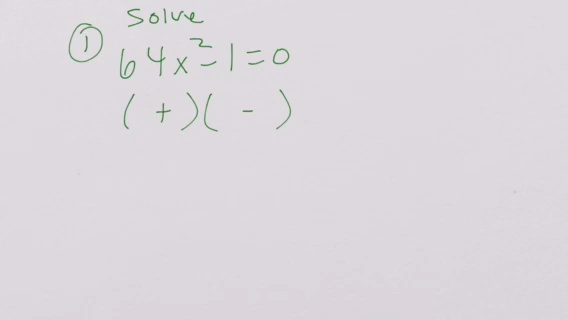 Solve
① 64x²-1=0
( + )( - )